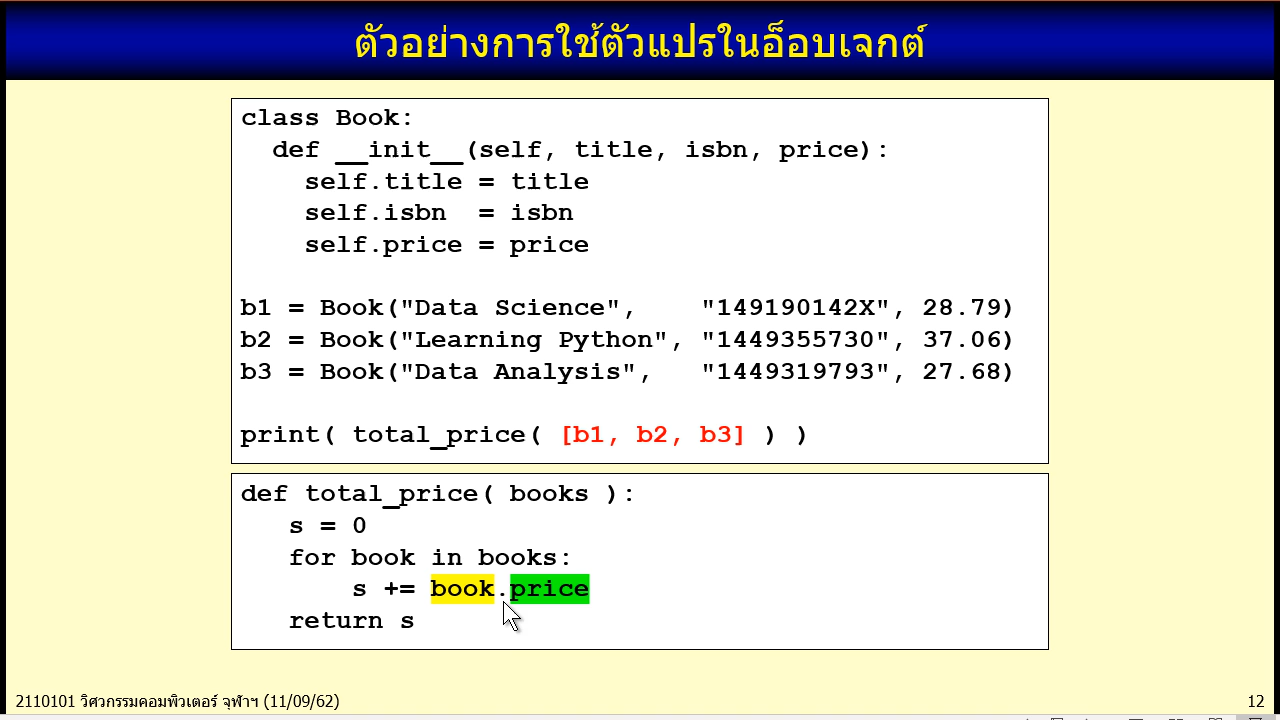 ตัวอย่างการใช้ตัวแปรในอ็อบเจกต์
class Book:
  def __init__(self, title, isbn, price):
    self.title = title
    self.isbn  = isbn
    self.price = price
b1 = Book("Data Science",    "149190142X", 28.79)
b2 = Book("Learning Python", "1449355730", 37.06)
b3 = Book("Data Analysis",   "1449319793", 27.68)
print( total_price( [b1, b2, b3] ) )
def total_price( books ):
   s = 0
   for book in books:
       s += book.price
   return s
2110101 วิศวกรรมคอมพิวเตอร์ จุฬาฯ (11/09/62)
12